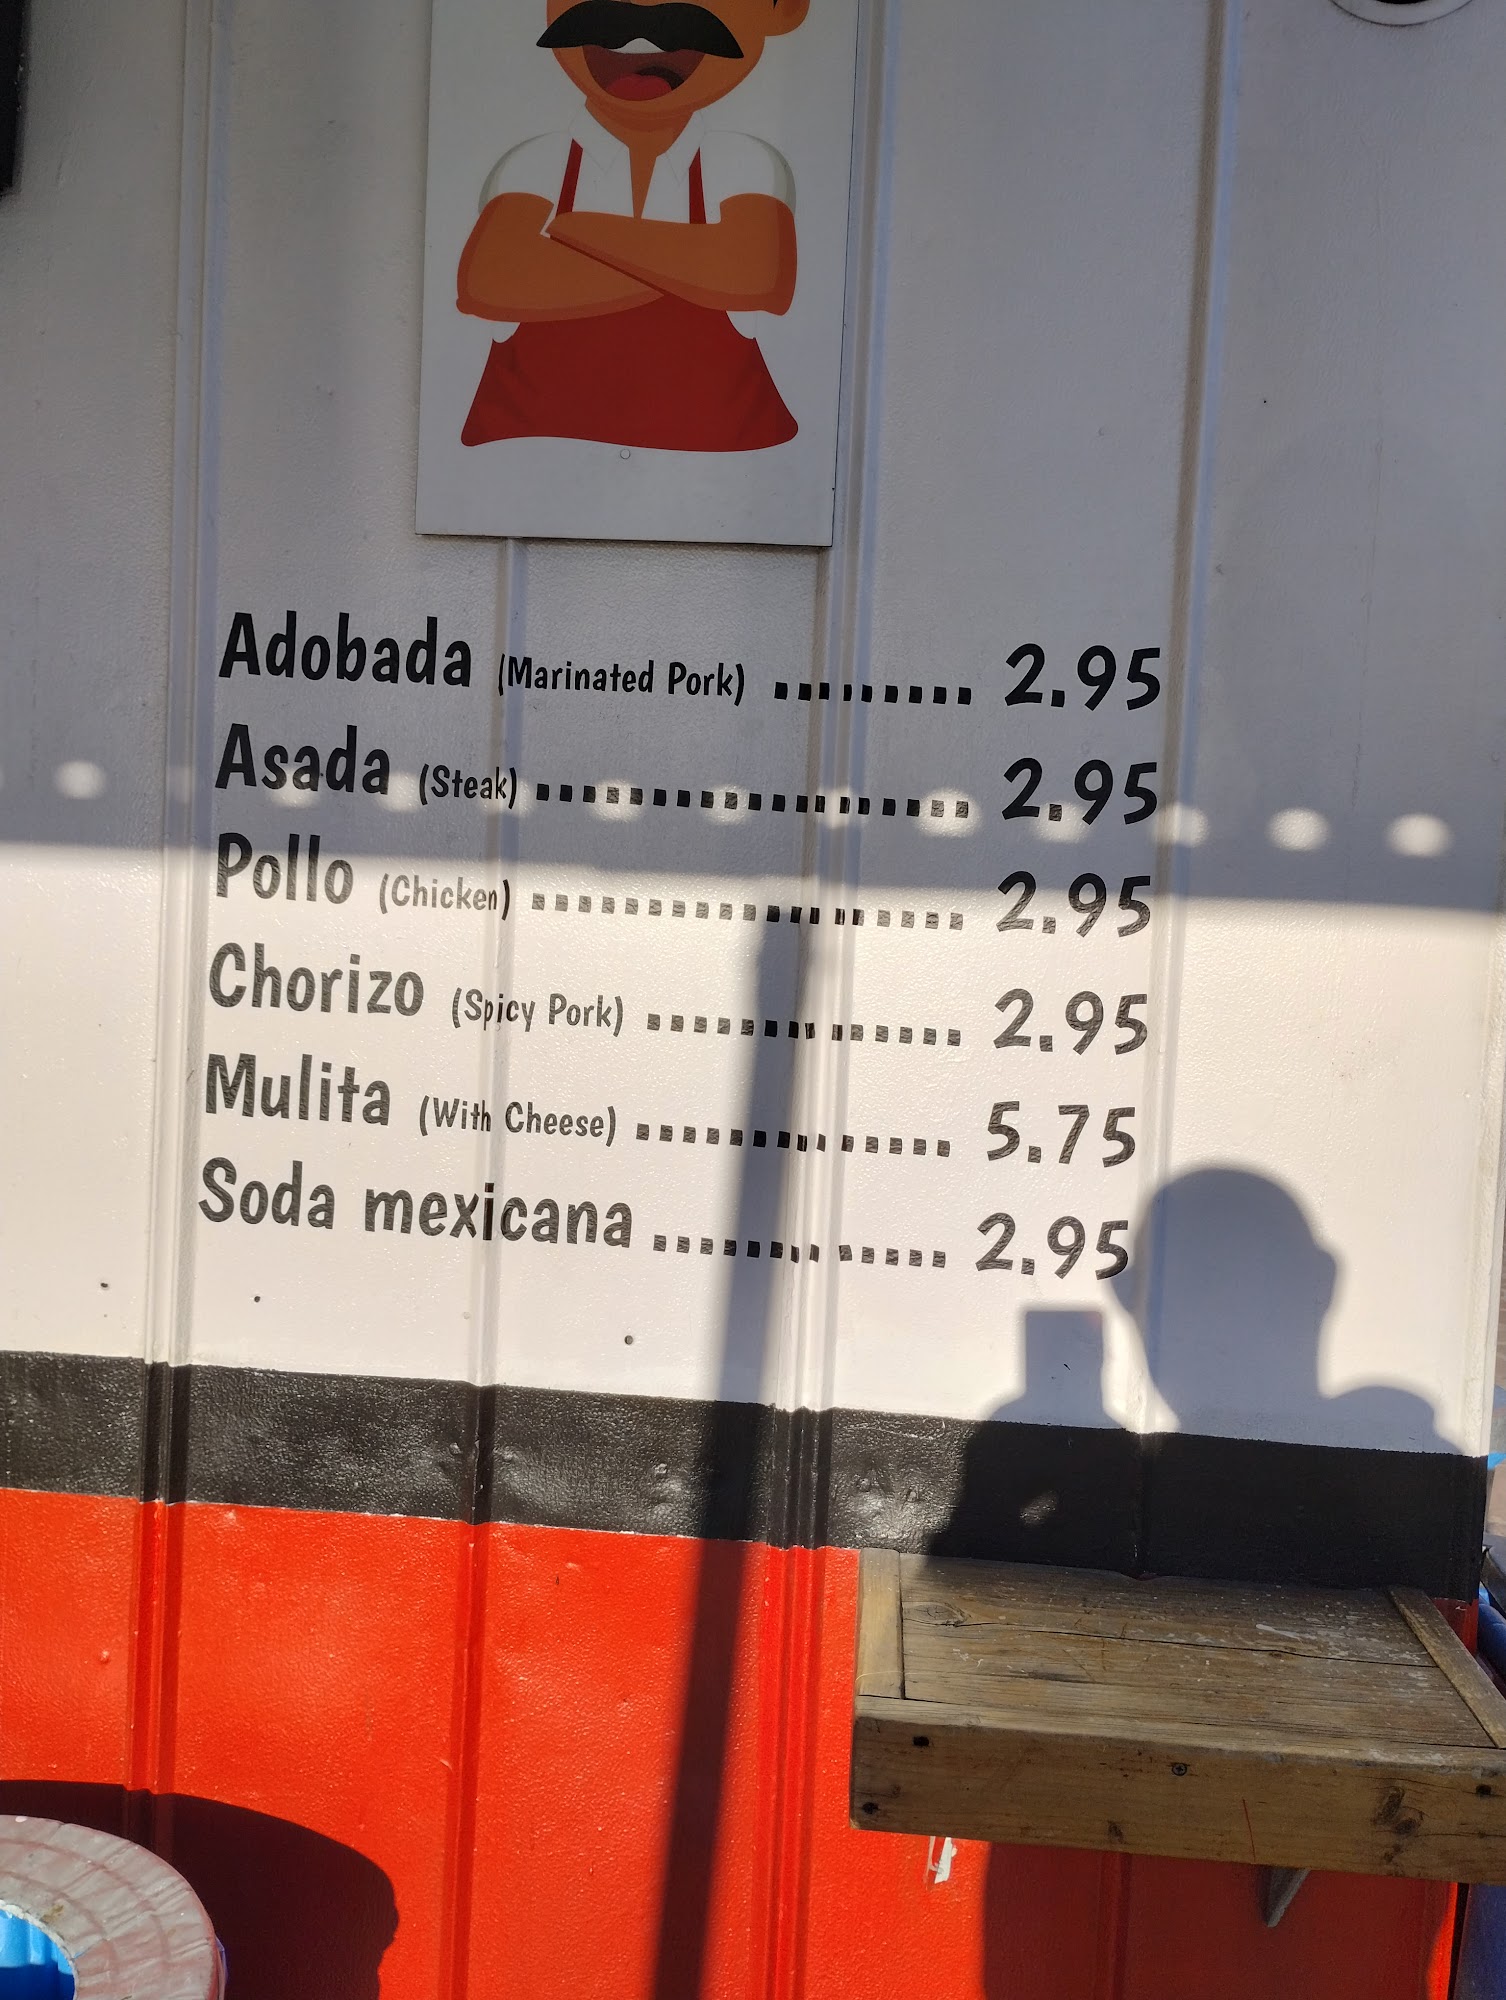 Adobada (Marinated Pork) ......... 2.95
Asada (Steak) ................... 2.95
Pollo (Chicken) ................... 2.95
Chorizo (Spicy Pork) .............. 2.95
Mulita (With Cheese) .............. 5.75
Soda mexicana ............ 2.95